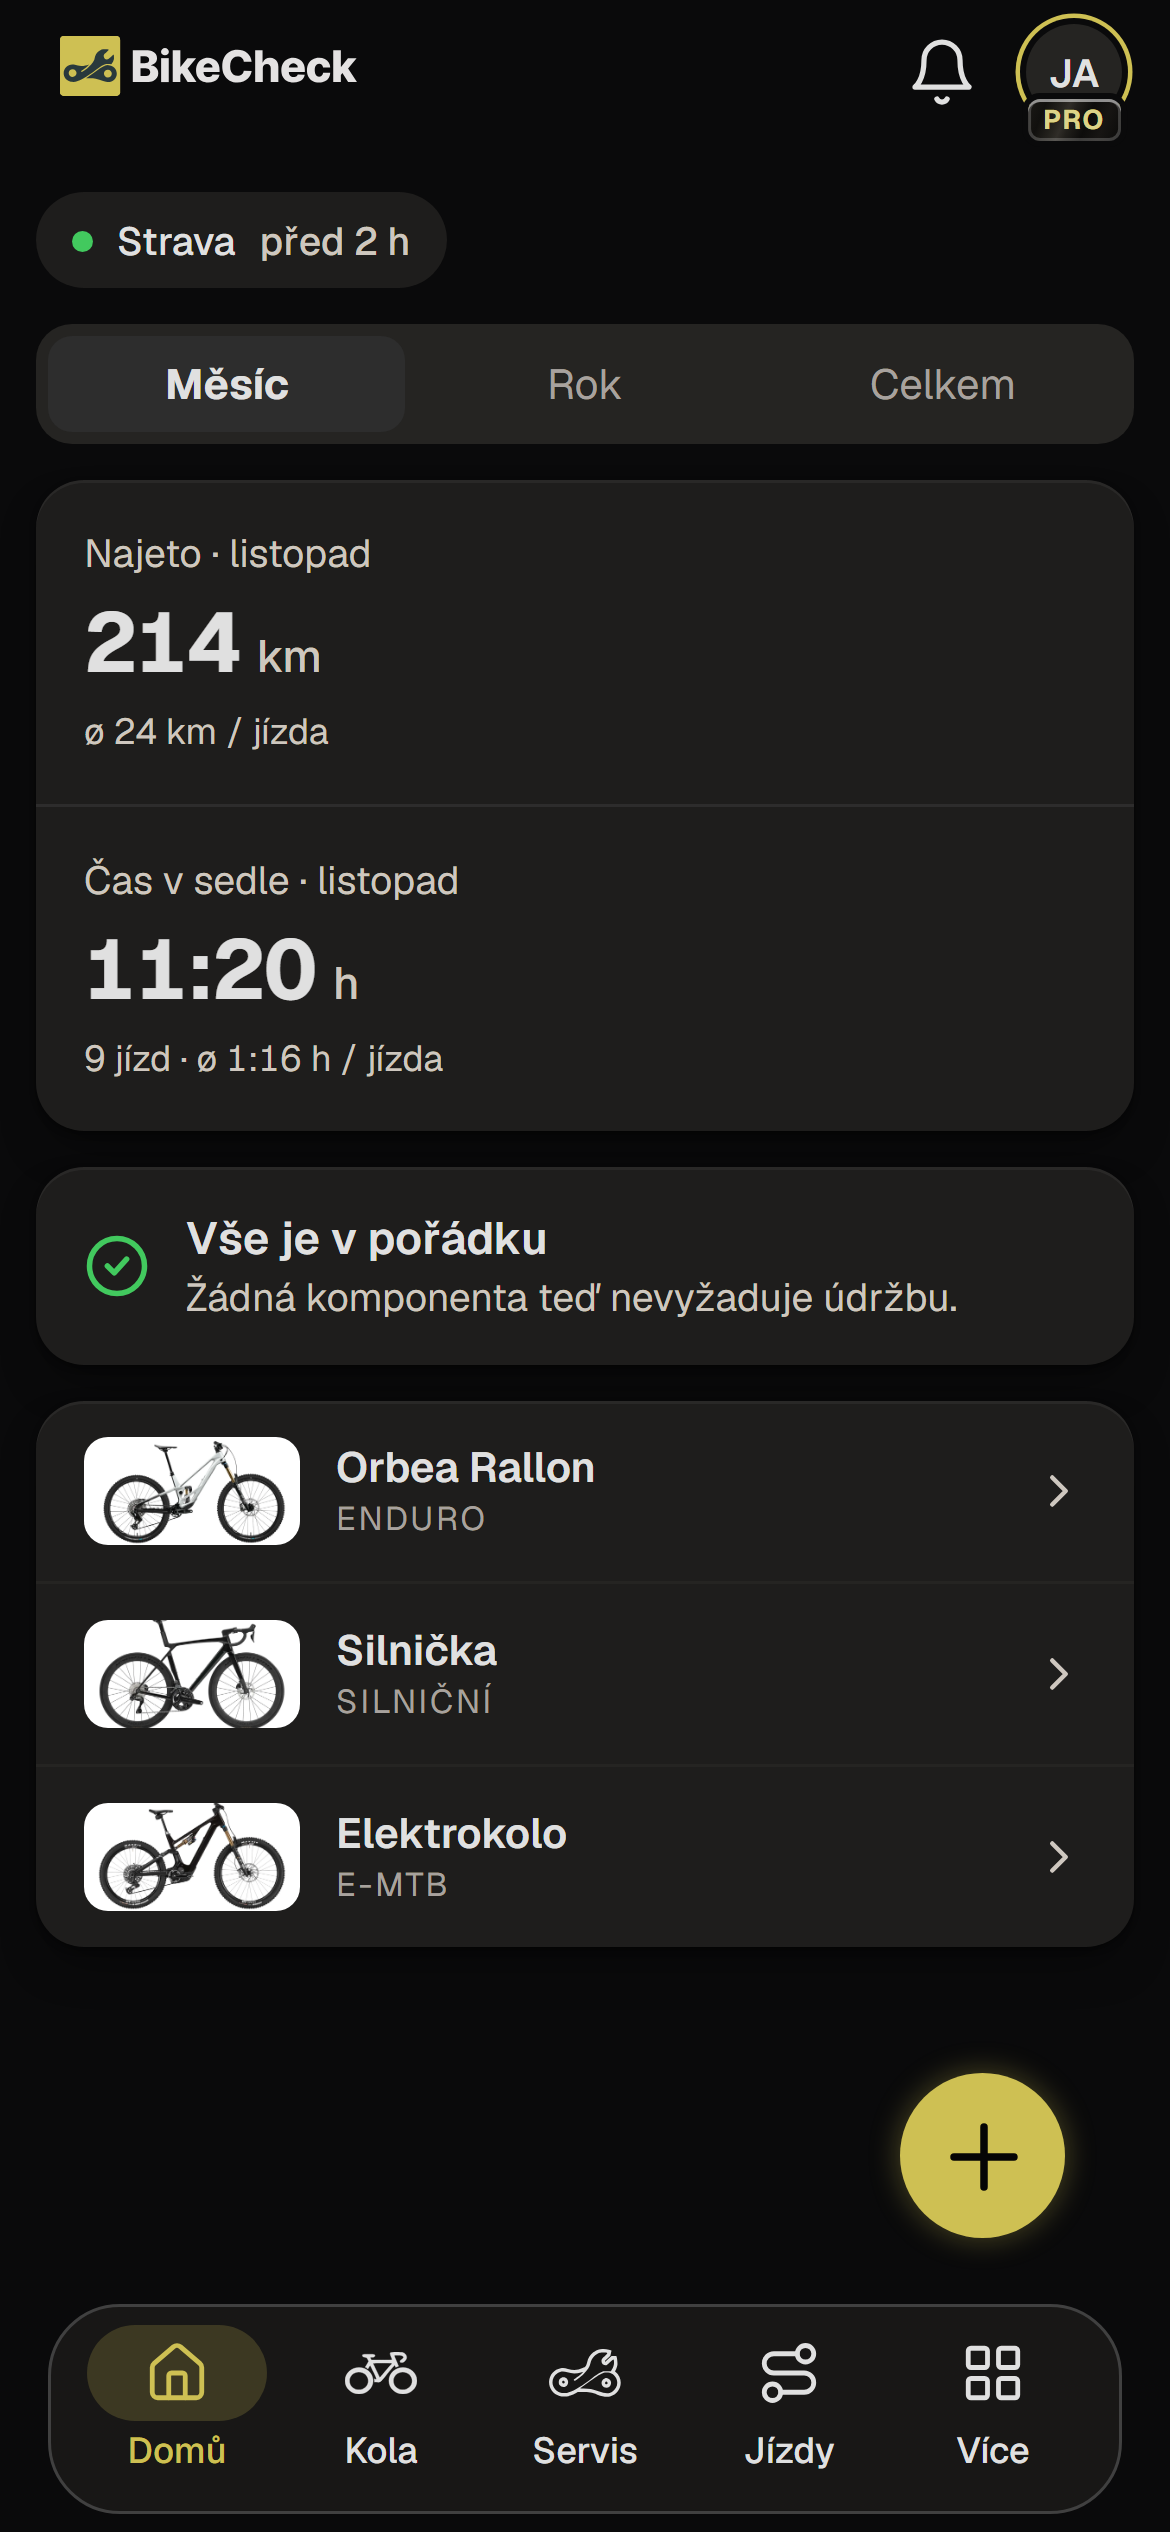 BikeCheck
JA
PRO
Strava před 2 h
Měsíc Rok Celkem
Najeto · listopad
214 km
ø 24 km / jízda
Čas v sedle · listopad
11:20 h
9 jízd · ø 1:16 h / jízda
Vše je v pořádku
Žádná komponenta teď nevyžaduje údržbu.
Orbea Rallon
ENDURO
Silnička
SILNIČNÍ
Elektrokolo
E-MTB
Domů Kola Servis Jízdy Více